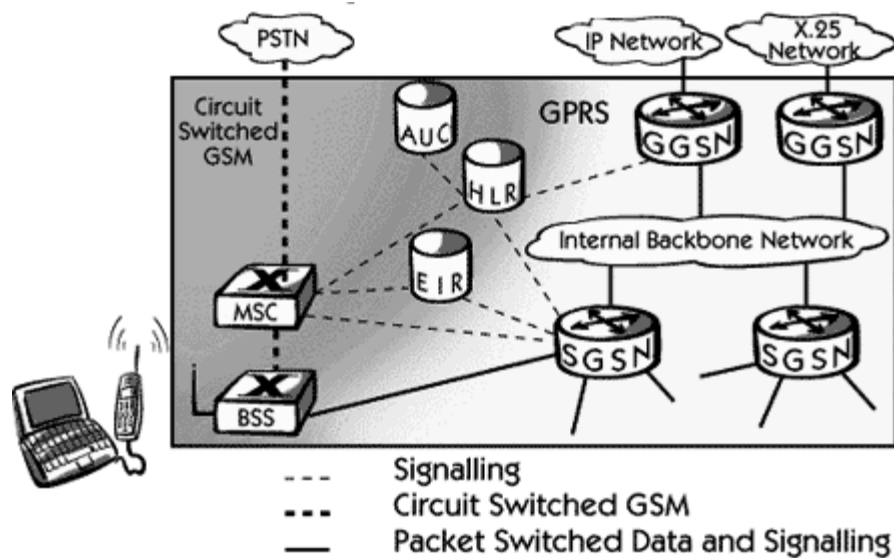 PSTN
IP Network
X.25
Network
Circuit
Switched
GSM
AUC
GPRS
GGSN
GGSN
HLR
Internal Backbone Network
EIR
MSC
SGSN
SGSN
BSS
Signalling
Circuit Switched GSM
Packet Switched Data and Signalling